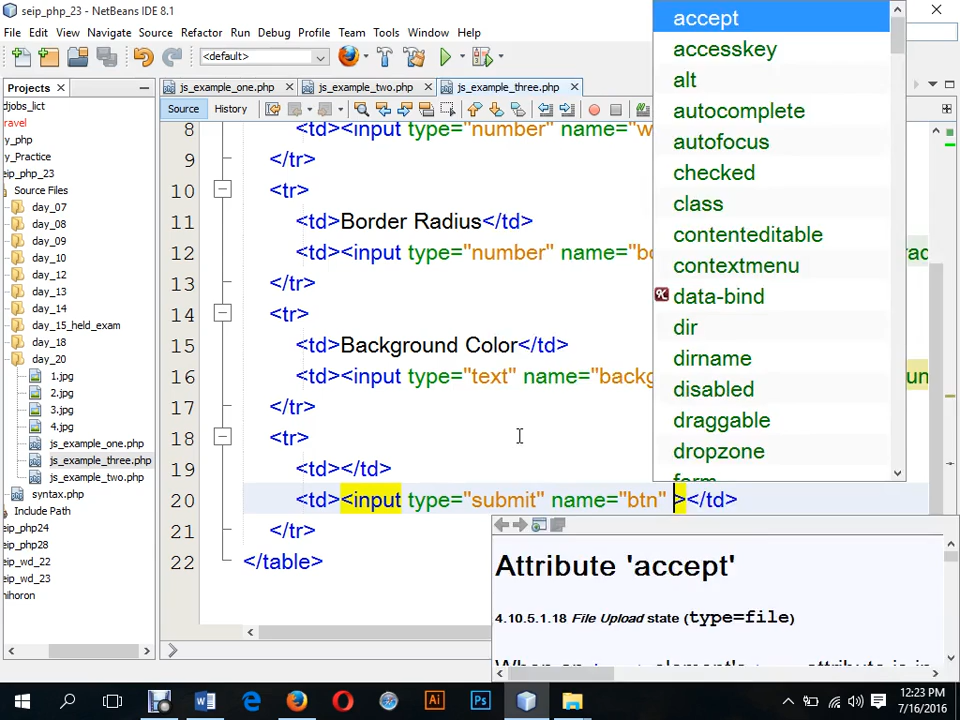 seip_php_23 - NetBeans IDE 8.1
File Edit View Navigate Source Refactor Run Debug Profile Team Tools Window Help
<default>
Projects
djobs_list
ravel
y_php
y_Practice
eip_php_23
Source Files
day_07
day_08
day_09
day_10
day_12
day_13
day_14
day_15_held_exam
day_18
day_20
1.jpg
2.jpg
3.jpg
4.jpg
js_example_one.php
js_example_three.php
js_example_two.php
syntax.php
Include Path
eip_php24
eip_php28
eip_wd_22
eip_wd_23
nihoron
js_example_one.php js_example_two.php js_example_three.php
Source History
8 <td><input type="number" name="w
9 </tr>
10 <tr>
11 <td>Border Radius</td>
12 <td><input type="number" name="bo rad
13 </tr>
14 <tr>
15 <td>Background Color</td>
16 <td><input type="text" name="backg oun
17 </tr>
18 <tr>
19 <td></td>
20 <td><input type="submit" name="btn" ></td>
21 </tr>
22 </table>
accept
accesskey
alt
autocomplete
autofocus
checked
class
contenteditable
contextmenu
data-bind
dir
dirname
disabled
draggable
dropzone
form
Attribute 'accept'
4.10.5.1.18 File Upload state (type=file)
12:23 PM
7/16/2016